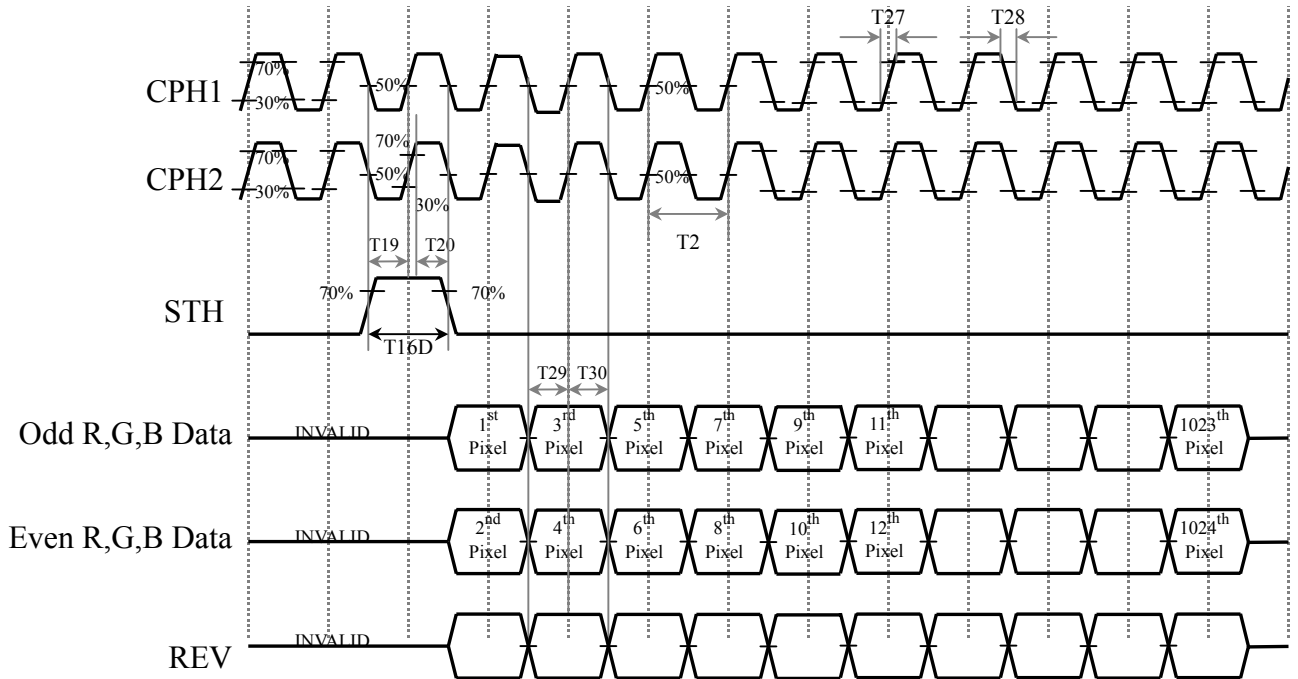 T27 T28
70% 50% 50%
CPH1 30%
70% 70%
CPH2 50% 50%
30% 30%
T2
T19 T20
70% 70%
STH
T16D
T29 T30
Odd R,G,B Data INVALID 1st Pixel 3rd Pixel 5th Pixel 7th Pixel 9th Pixel 11th Pixel 1023th Pixel
Even R,G,B Data INVALID 2nd Pixel 4th Pixel 6th Pixel 8th Pixel 10th Pixel 12th Pixel 1024th Pixel
REV INVALID